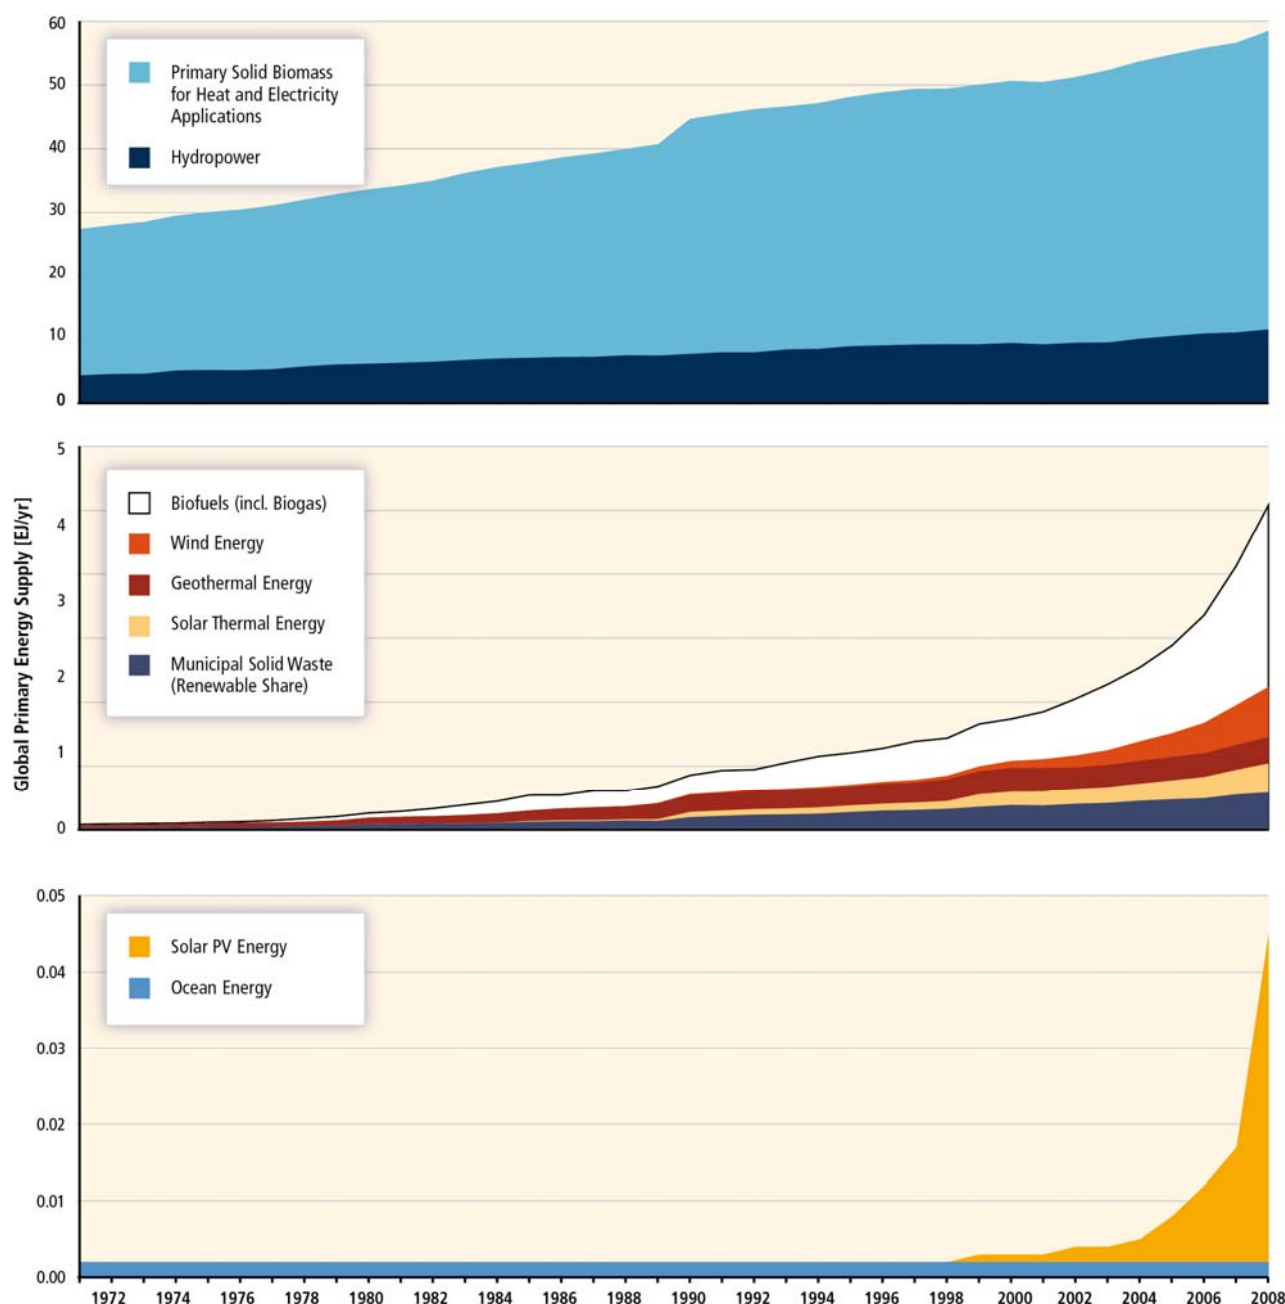 60
50
40
30
20
10
0
Primary Solid Biomass
for Heat and Electricity
Applications
Hydropower
Global Primary Energy Supply [EJ/yr]
5
4
3
2
1
0
Biofuels (incl. Biogas)
Wind Energy
Geothermal Energy
Solar Thermal Energy
Municipal Solid Waste
(Renewable Share)
0.05
0.04
0.03
0.02
0.01
0.00
Solar PV Energy
Ocean Energy
1972 1974 1976 1978 1980 1982 1984 1986 1988 1990 1992 1994 1996 1998 2000 2002 2004 2006 2008